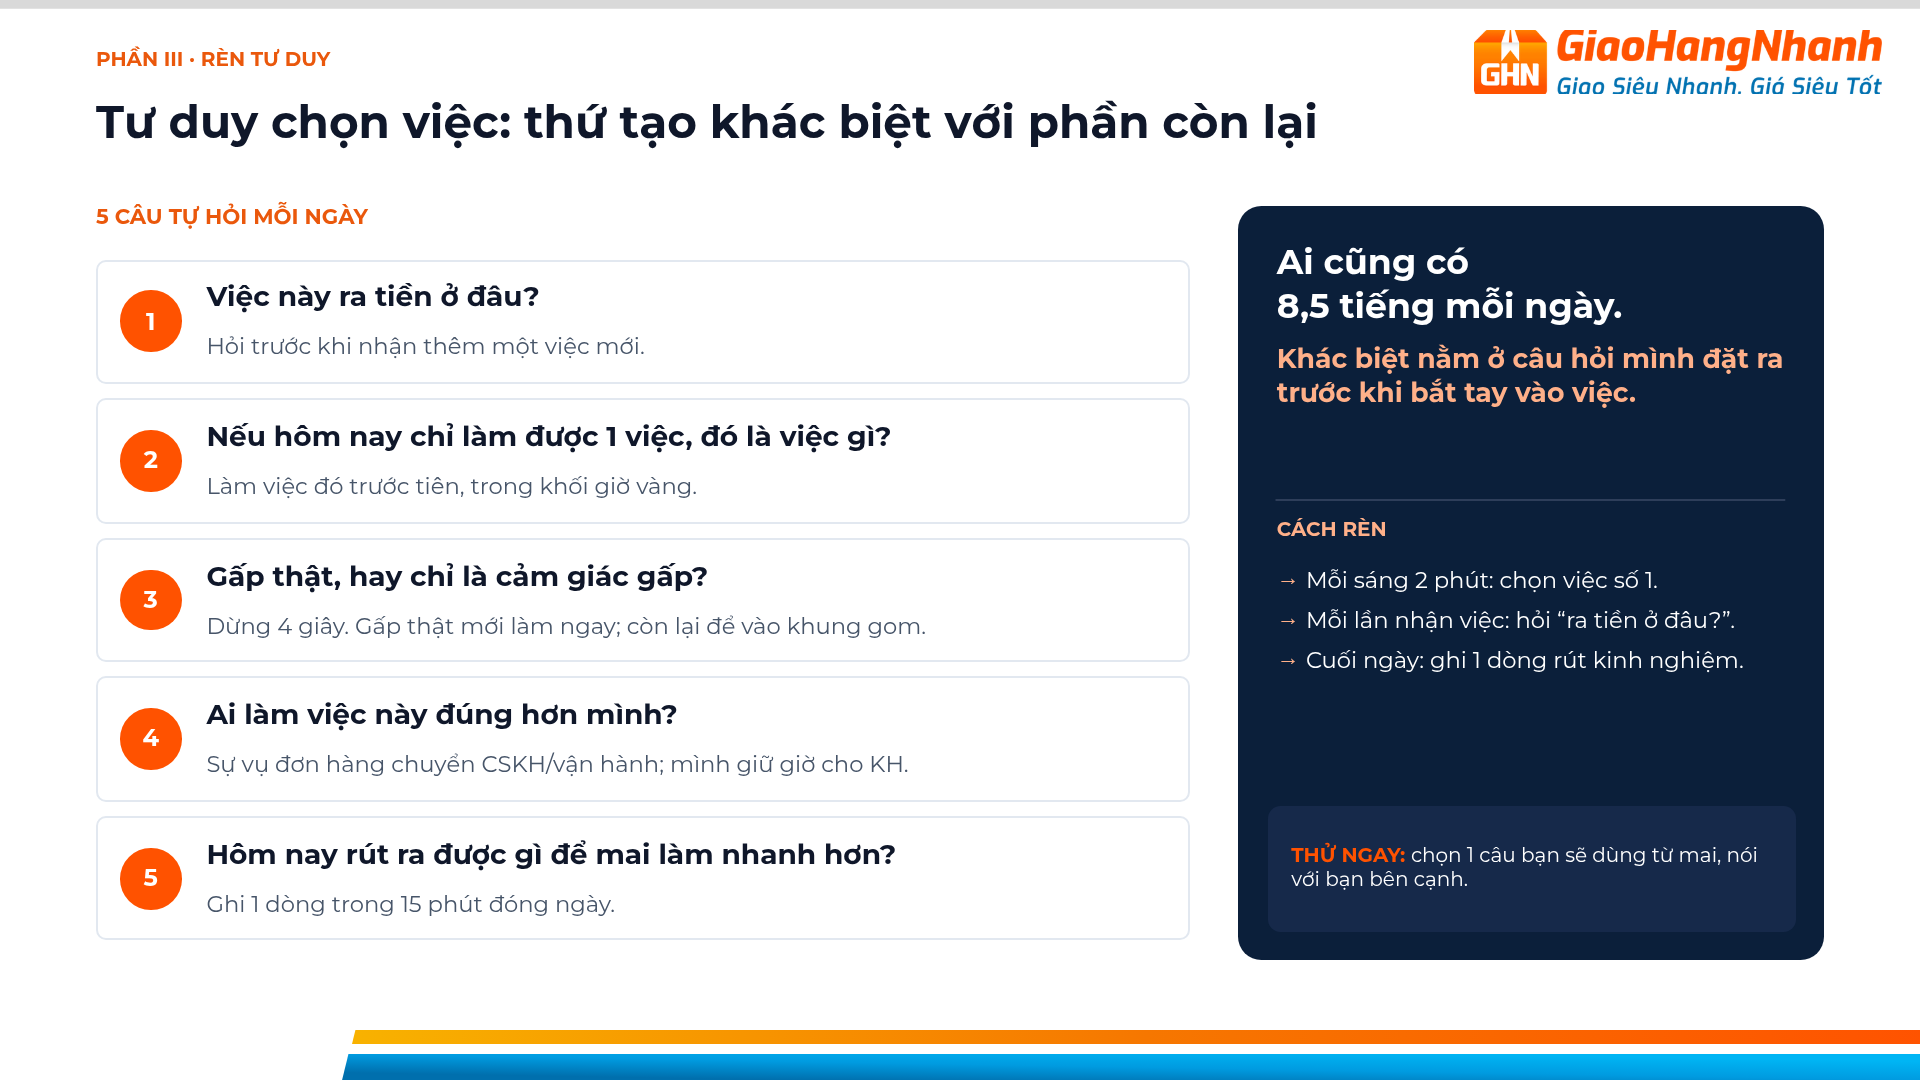 PHẦN III · RÈN TƯ DUY
GHN
GiaoHangNhanh
Giao Siêu Nhanh. Giá Siêu Tốt
Tư duy chọn việc: thứ tạo khác biệt với phần còn lại
5 CÂU TỰ HỎI MỖI NGÀY
1
Việc này ra tiền ở đâu?
Hỏi trước khi nhận thêm một việc mới.
2
Nếu hôm nay chỉ làm được 1 việc, đó là việc gì?
Làm việc đó trước tiên, trong khối giờ vàng.
3
Gấp thật, hay chỉ là cảm giác gấp?
Dừng 4 giây. Gấp thật mới làm ngay; còn lại để vào khung gom.
4
Ai làm việc này đúng hơn mình?
Sự vụ đơn hàng chuyển CSKH/vận hành; mình giữ giờ cho KH.
5
Hôm nay rút ra được gì để mai làm nhanh hơn?
Ghi 1 dòng trong 15 phút đóng ngày.
Ai cũng có
8,5 tiếng mỗi ngày.
Khác biệt nằm ở câu hỏi mình đặt ra
trước khi bắt tay vào việc.
CÁCH RÈN
→ Mỗi sáng 2 phút: chọn việc số 1.
→ Mỗi lần nhận việc: hỏi “ra tiền ở đâu?”.
→ Cuối ngày: ghi 1 dòng rút kinh nghiệm.
THỬ NGAY: chọn 1 câu bạn sẽ dùng từ mai, nói
với bạn bên cạnh.